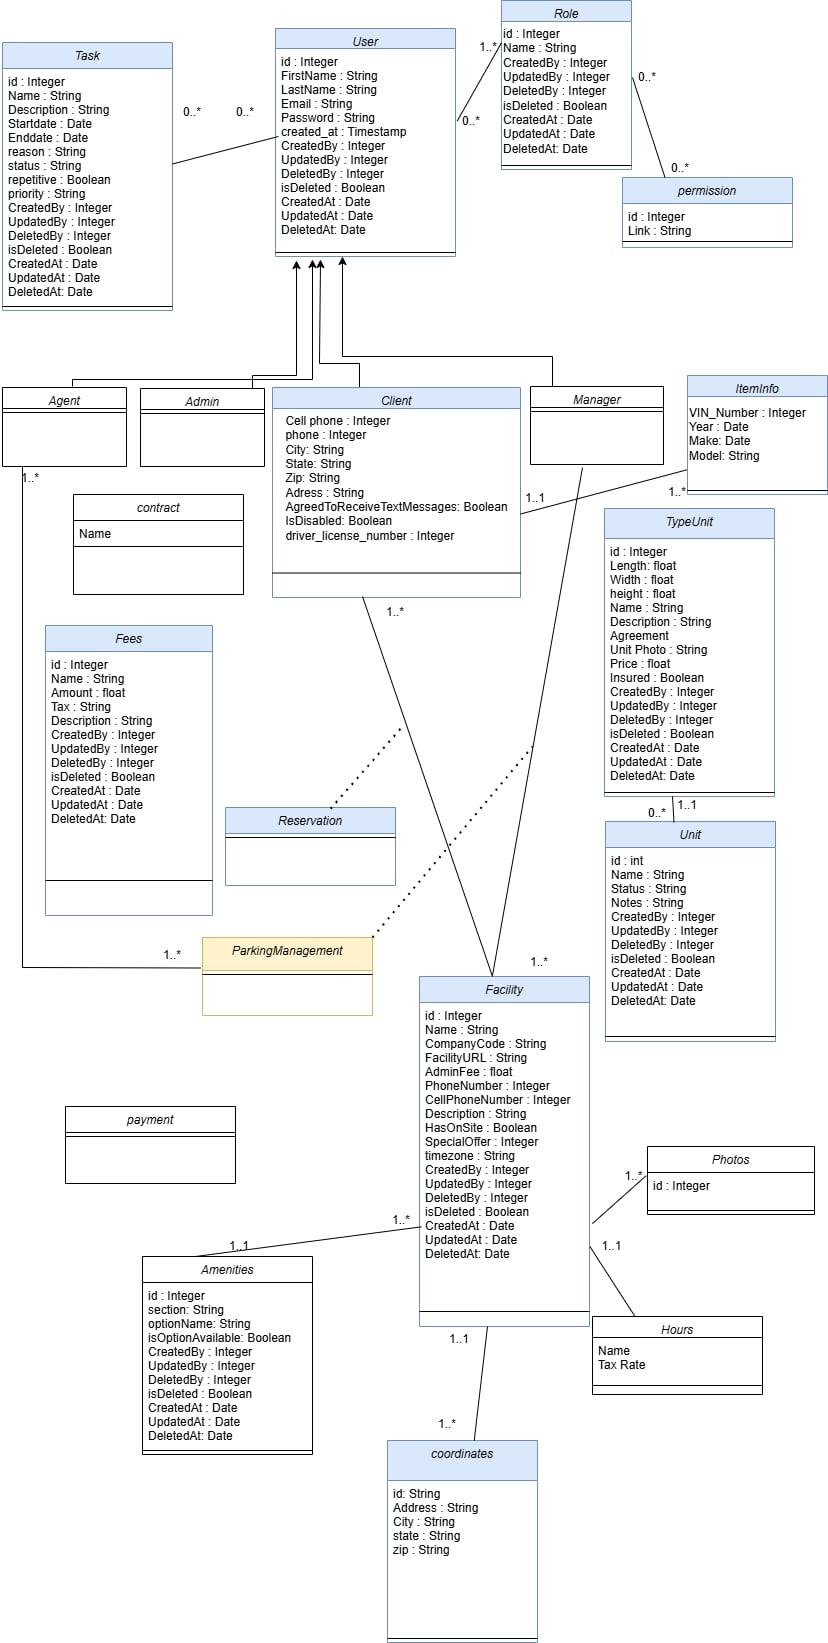 Task
id : Integer
Name : String
Description : String
Startdate : Date
Enddate : Date
reason : String
status : String
repetitive : Boolean
priority : String
CreatedBy : Integer
UpdatedBy : Integer
DeletedBy : Integer
isDeleted : Boolean
CreatedAt : Date
UpdatedAt : Date
DeletedAt: Date
0..*
0..*
User
id : Integer
FirstName : String
LastName : String
Email : String
Password : String
created_at : Timestamp
CreatedBy : Integer
UpdatedBy : Integer
DeletedBy : Integer
isDeleted : Boolean
CreatedAt : Date
UpdatedAt : Date
DeletedAt: Date
1..*
0..*
Role
id : Integer
Name : String
CreatedBy : Integer
UpdatedBy : Integer
DeletedBy : Integer
isDeleted : Boolean
CreatedAt : Date
UpdatedAt : Date
DeletedAt: Date
0..*
0..*
permission
id : Integer
Link : String
Agent
1..*
Admin
Client
Cell phone : Integer
phone : Integer
City: String
State: String
Zip: String
Adress : String
AgreedToReceiveTextMessages: Boolean
IsDisabled: Boolean
driver_license_number : Integer
Manager
1..1
1..*
ItemInfo
VIN_Number : Integer
Year : Date
Make: Date
Model: String
contract
Name
TypeUnit
id : Integer
Length: float
Width : float
height : float
Name : String
Description : String
Agreement
Unit Photo : String
Price : float
Insured : Boolean
CreatedBy : Integer
UpdatedBy : Integer
DeletedBy : Integer
isDeleted : Boolean
CreatedAt : Date
UpdatedAt : Date
DeletedAt: Date
1..*
Fees
id : Integer
Name : String
Amount : float
Tax : String
Description : String
CreatedBy : Integer
UpdatedBy : Integer
DeletedBy : Integer
isDeleted : Boolean
CreatedAt : Date
UpdatedAt : Date
DeletedAt: Date
Reservation
0..*
1..1
Unit
id : int
Name : String
Status : String
Notes : String
CreatedBy : Integer
UpdatedBy : Integer
DeletedBy : Integer
isDeleted : Boolean
CreatedAt : Date
UpdatedAt : Date
DeletedAt: Date
1..*
ParkingManagement
1..*
Facility
id : Integer
Name : String
CompanyCode : String
FacilityURL : String
AdminFee : float
PhoneNumber : Integer
CellPhoneNumber : Integer
Description : String
HasOnSite : Boolean
SpecialOffer : Integer
timezone : String
CreatedBy : Integer
UpdatedBy : Integer
DeletedBy : Integer
isDeleted : Boolean
CreatedAt : Date
UpdatedAt : Date
DeletedAt: Date
payment
1..*
Photos
id : Integer
1..*
1..1
1..1
Amenities
id : Integer
section: String
optionName: String
isOptionAvailable: Boolean
CreatedBy : Integer
UpdatedBy : Integer
DeletedBy : Integer
isDeleted : Boolean
CreatedAt : Date
UpdatedAt : Date
DeletedAt: Date
Hours
Name
Tax Rate
1..1
1..*
coordinates
id: String
Address : String
City : String
state : String
zip : String